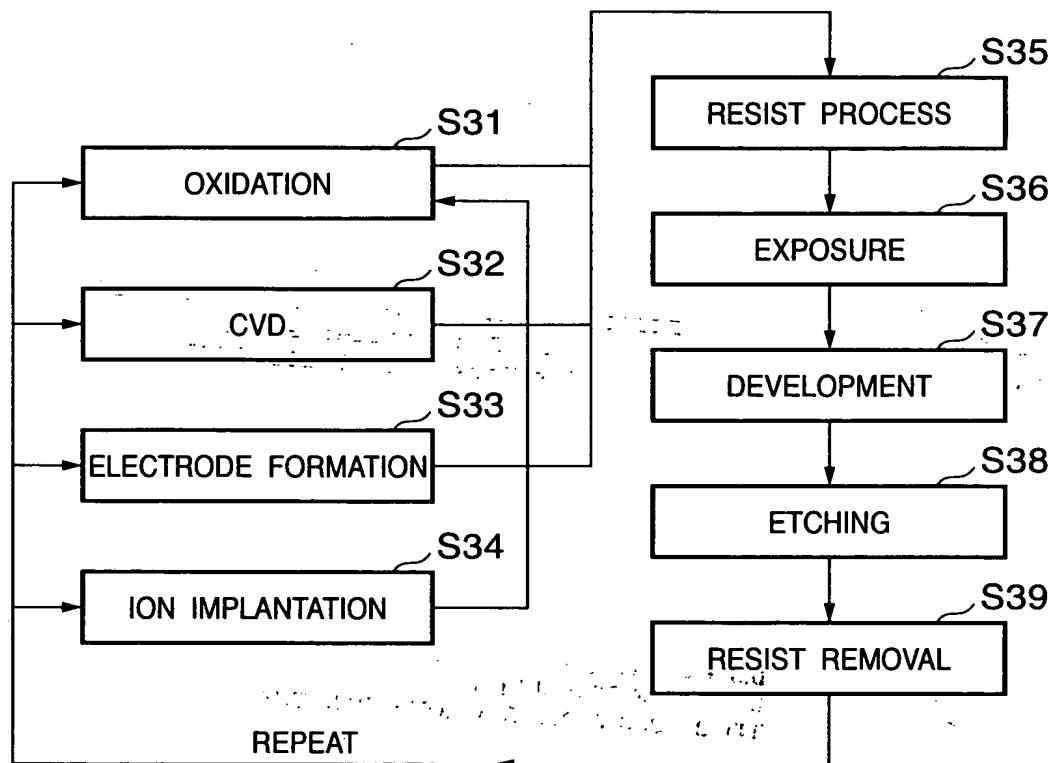 S31
OXIDATION
S32
CVD
S33
ELECTRODE FORMATION
S34
ION IMPLANTATION
S35
RESIST PROCESS
S36
EXPOSURE
S37
DEVELOPMENT
S38
ETCHING
S39
RESIST REMOVAL
REPEAT